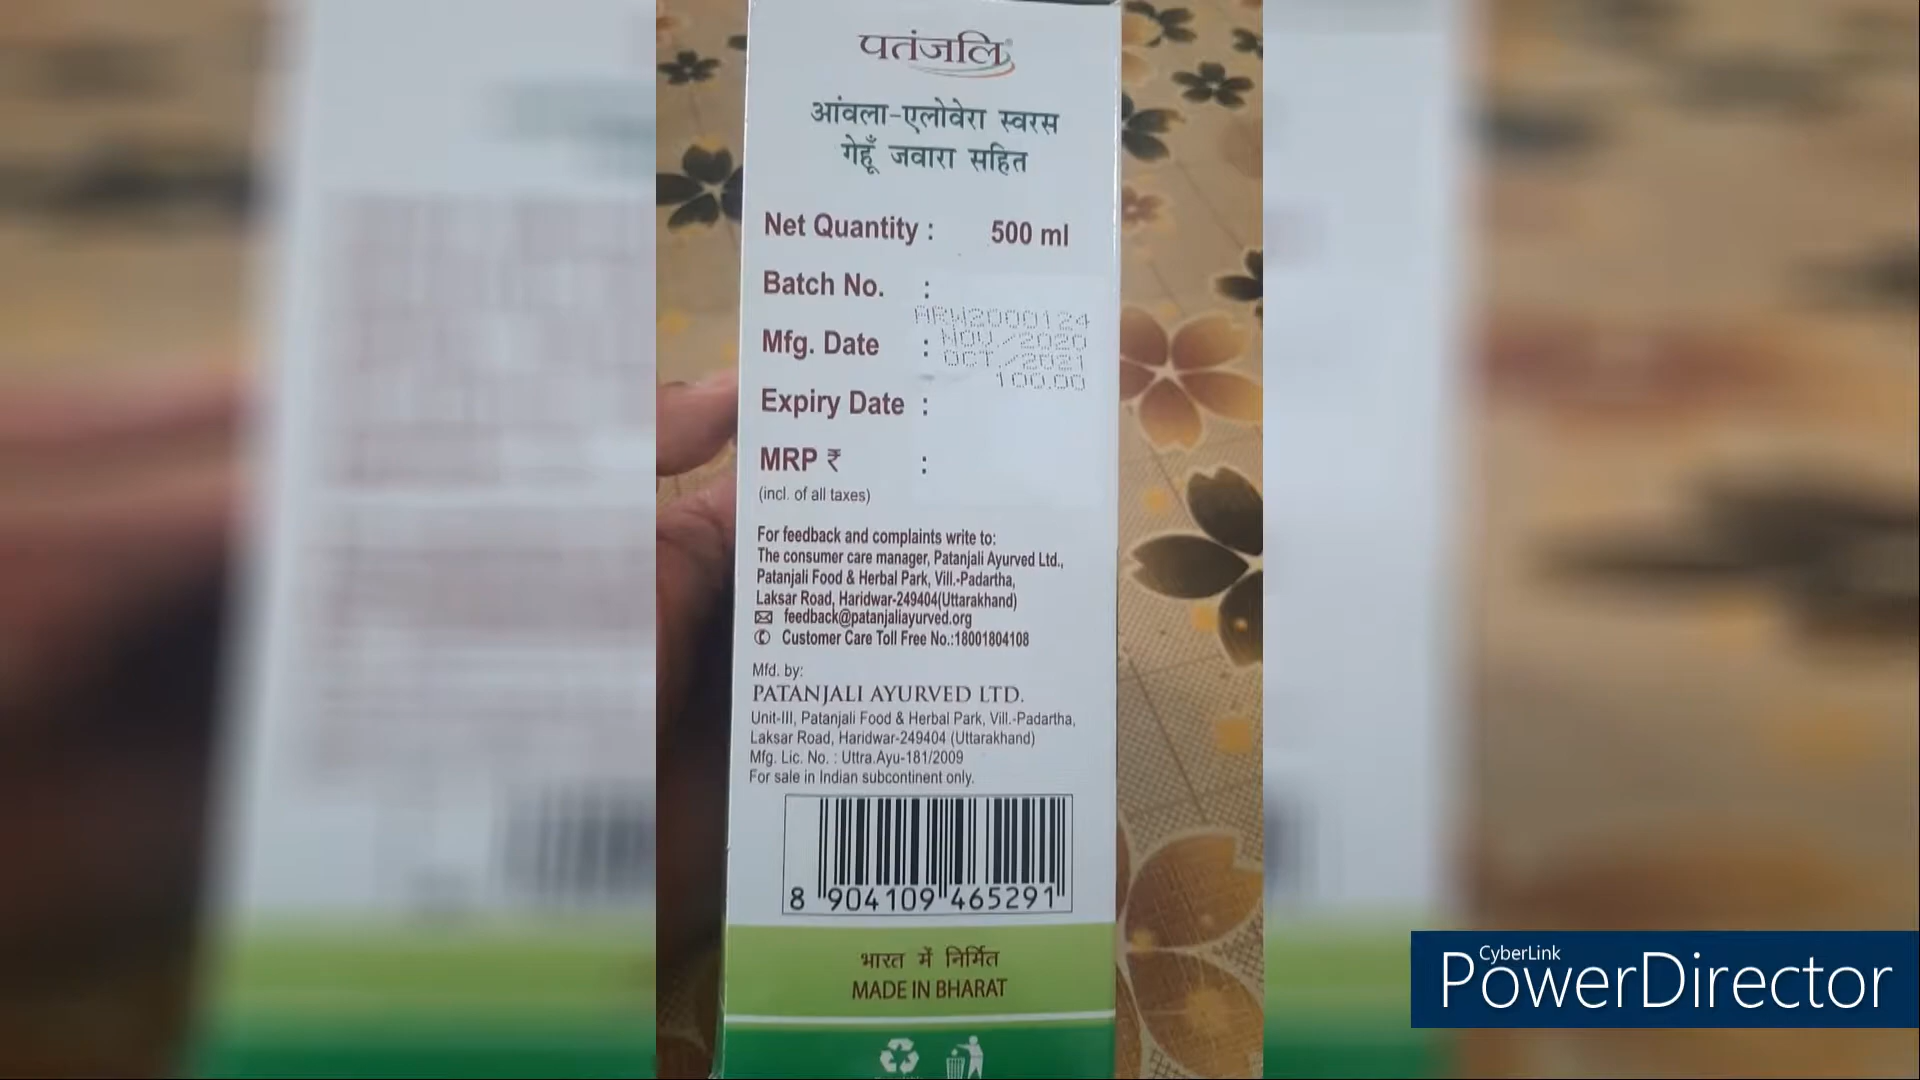 पतंजलि
आंवला-एलोवेरा स्वरस
गेहूँ जवारा सहित
Net Quantity : 500 ml
Batch No. :
ARW2000124
Mfg. Date : NOV/2020
OCT/2021
100.00
Expiry Date :
MRP ₹ :
(incl. of all taxes)
For feedback and complaints write to:
The consumer care manager, Patanjali Ayurved Ltd.,
Patanjali Food & Herbal Park, Vill.-Padartha,
Laksar Road, Haridwar-249404(Uttarakhand)
feedback@patanjaliayurved.org
Customer Care Toll Free No.:18001804108
Mfd. by:
PATANJALI AYURVED LTD.
Unit-III, Patanjali Food & Herbal Park, Vill.-Padartha,
Laksar Road, Haridwar-249404 (Uttarakhand)
Mfg. Lic. No. : Uttra.Ayu-181/2009
For sale in Indian subcontinent only.
8 904109 465291
भारत में निर्मित
MADE IN BHARAT
CyberLink
PowerDirector